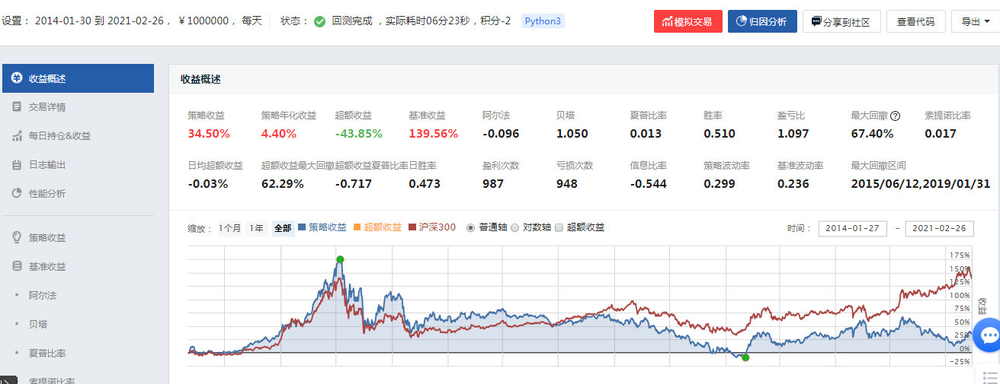 设置： 2014-01-30 到 2021-02-26， ￥1000000， 每天 状态： 回测完成 ，实际耗时06分23秒，积分-2 Python3 模拟交易 归因分析 分享到社区 查看代码 导出
收益概述
交易详情
每日持仓&收益
日志输出
性能分析
策略收益
基准收益
阿尔法
贝塔
夏普比率
索提诺比率
收益概述
策略收益 策略年化收益 超额收益 基准收益 阿尔法 贝塔 夏普比率 胜率 盈亏比 最大回撤 ? 索提诺比率
34.50% 4.40% -43.85% 139.56% -0.096 1.050 0.013 0.510 1.097 67.40% 0.017
日均超额收益 超额收益最大回撤 超额收益夏普比率 日胜率 盈利次数 亏损次数 信息比率 策略波动率 基准波动率 最大回撤区间
-0.03% 62.29% -0.717 0.473 987 948 -0.544 0.299 0.236 2015/06/12,2019/01/31
缩放： 1个月 1年 全部 策略收益 超额收益 沪深300 普通轴 对数轴 超额收益 时间： 2014-01-27 - 2021-02-26
175%
150%
125%
100%
75%
50%
25%
0%
-25%
收益